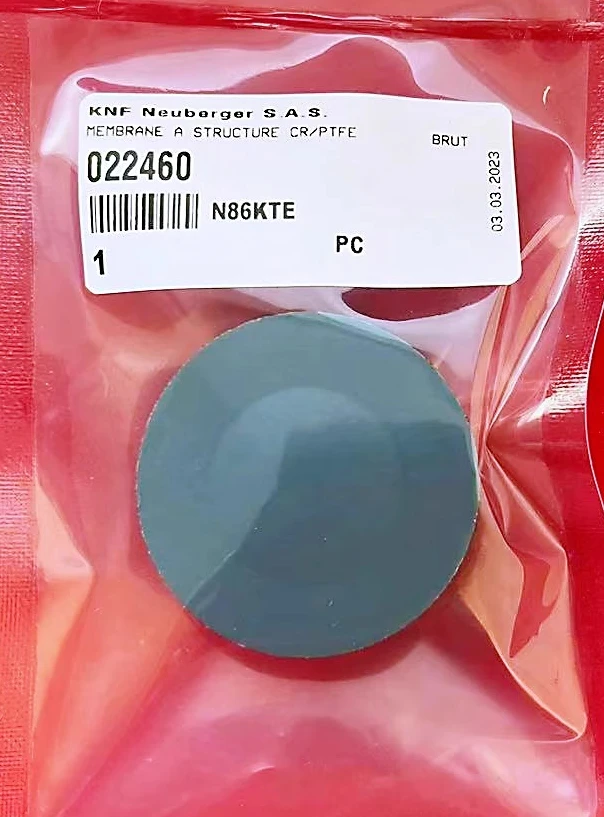 KNF Neuberger S.A.S.
MEMBRANE A STRUCTURE CR/PTFE
BRUT
022460
03.03.2023
N86KTE
PC
1